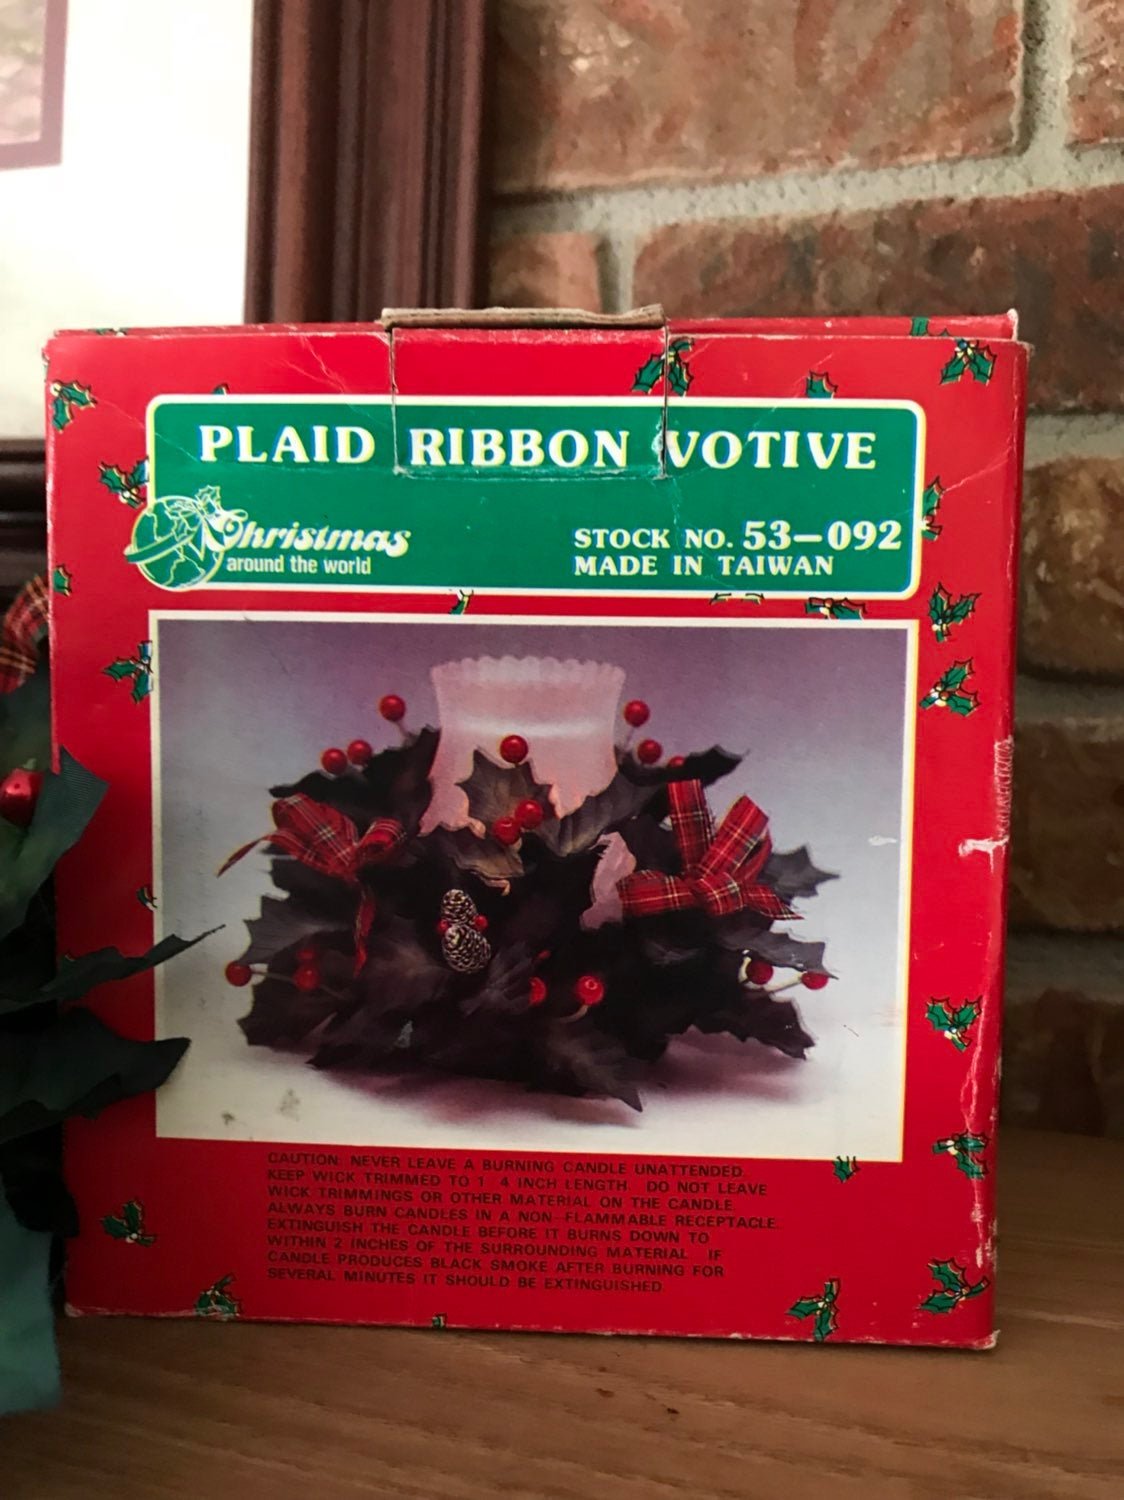 PLAID RIBBON VOTIVE
Christmas
around the world
STOCK NO. 53-092
MADE IN TAIWAN
CAUTION: NEVER LEAVE A BURNING CANDLE UNATTENDED.
KEEP WICK TRIMMED TO 1 4 INCH LENGTH. DO NOT LEAVE
WICK TRIMMINGS OR OTHER MATERIAL ON THE CANDLE.
ALWAYS BURN CANDLES IN A NON-FLAMMABLE RECEPTACLE.
EXTINGUISH THE CANDLE BEFORE IT BURNS DOWN TO
WITHIN 2 INCHES OF THE SURROUNDING MATERIAL. IF
CANDLE PRODUCES BLACK SMOKE AFTER BURNING FOR
SEVERAL MINUTES IT SHOULD BE EXTINGUISHED.